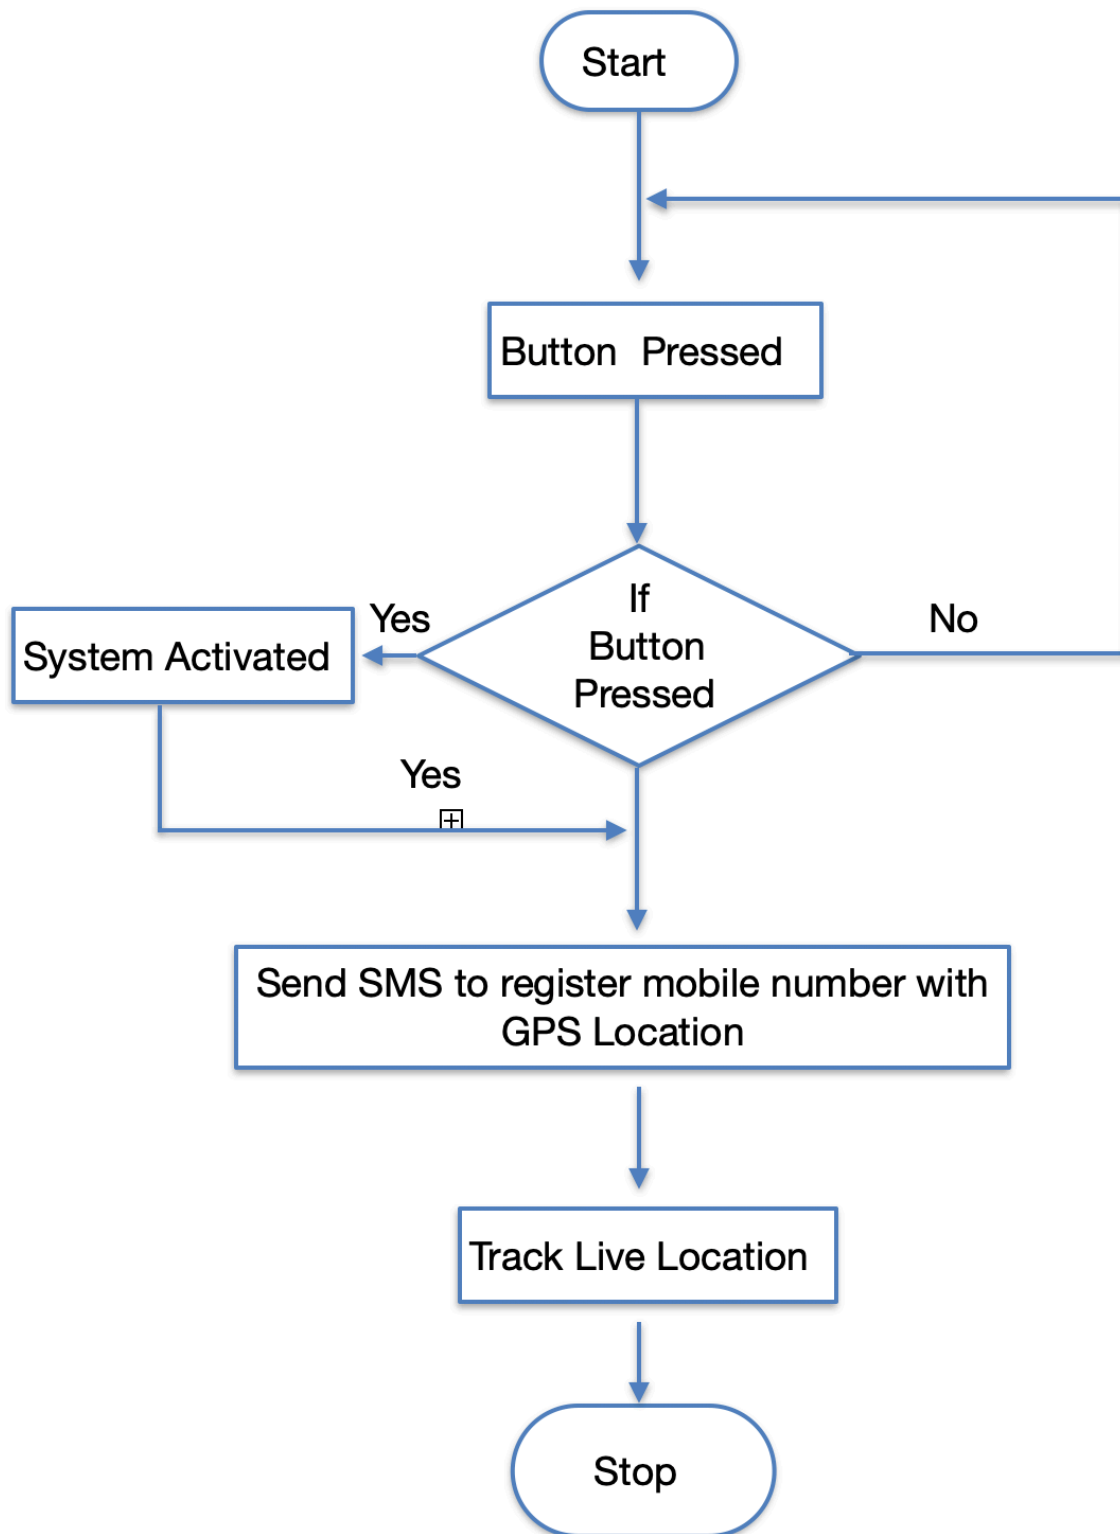 Start
Button  Pressed
If
Button
Pressed
Yes
No
System Activated
Yes
Send SMS to register mobile number with
GPS Location
Track Live Location
Stop